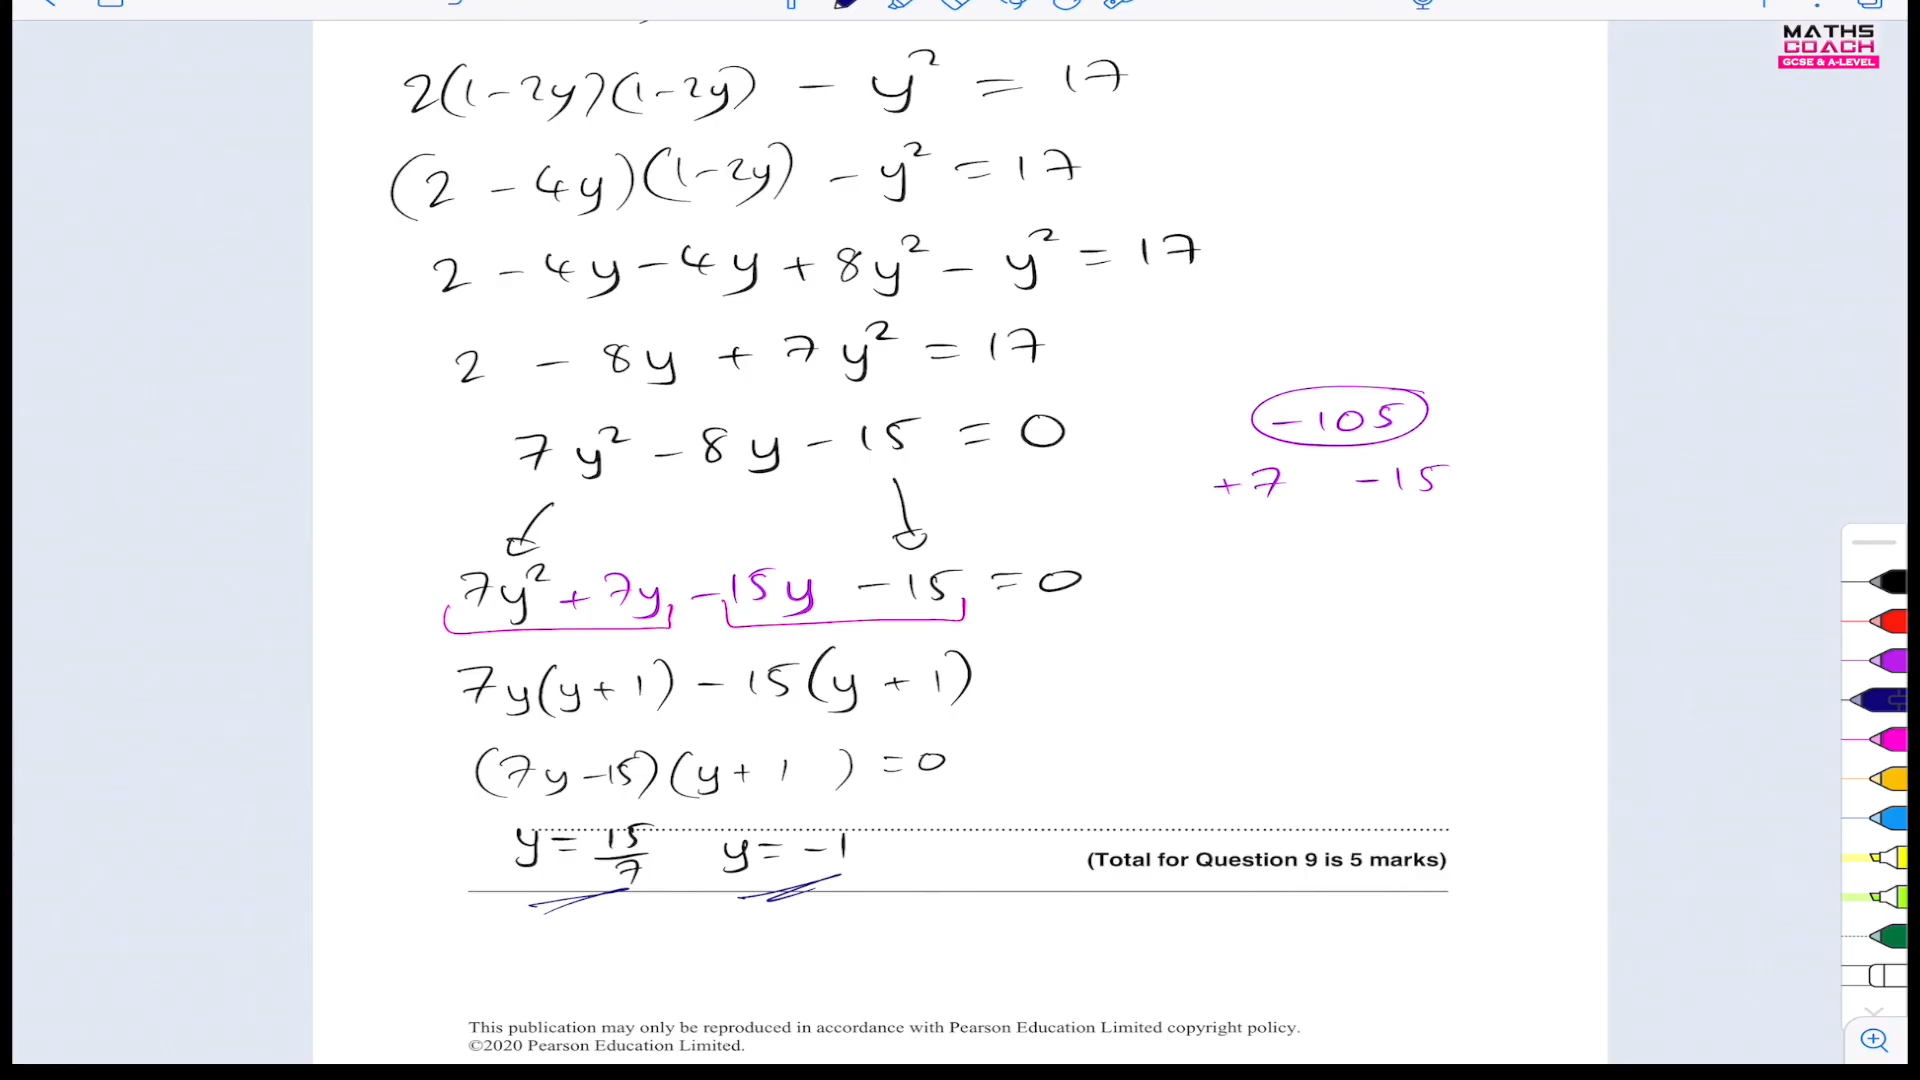 MATHS
COACH
GCSE & A-LEVEL
2(1-2y)(1-2y) - y² = 17
(2 - 4y)(1-2y) - y² = 17
2 - 4y - 4y + 8y² - y² = 17
2 - 8y + 7y² = 17
7y² - 8y - 15 = 0
-105
+7 -15
7y² + 7y - 15y - 15 = 0
7y(y+1) - 15(y + 1)
(7y-15)(y+1) = 0
y = 15/7 y = -1
(Total for Question 9 is 5 marks)
This publication may only be reproduced in accordance with Pearson Education Limited copyright policy.
©2020 Pearson Education Limited.